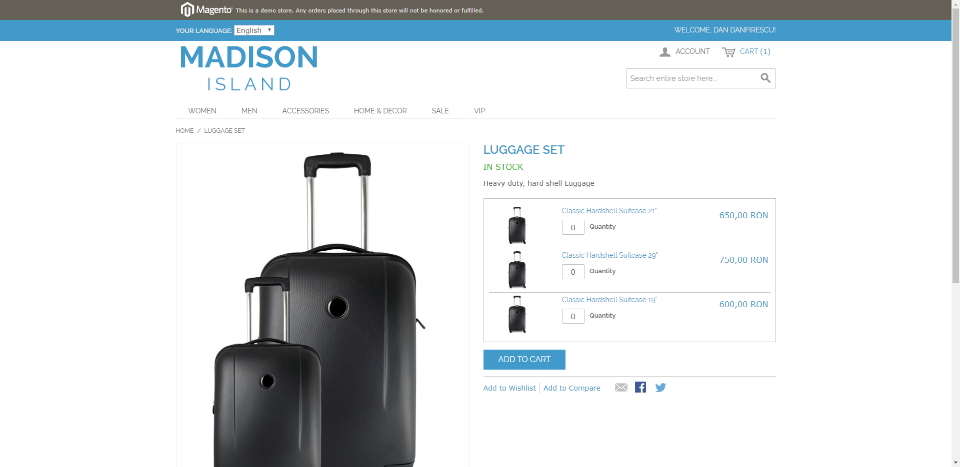 Magento This is a demo store. Any orders placed through this store will not be honored or fulfilled.
YOUR LANGUAGE: English
WELCOME, DAN DANFIRESCU!
MADISON
ISLAND
ACCOUNT CART (1)
Search entire store here...
WOMEN MEN ACCESSORIES HOME & DECOR SALE VIP
HOME / LUGGAGE SET
LUGGAGE SET
IN STOCK
Heavy duty, hard shell Luggage
Classic Hardshell Suitcase 21" 650,00 RON
0 Quantity
Classic Hardshell Suitcase 29" 750,00 RON
0 Quantity
Classic Hardshell Suitcase 19" 600,00 RON
0 Quantity
ADD TO CART
Add to Wishlist Add to Compare